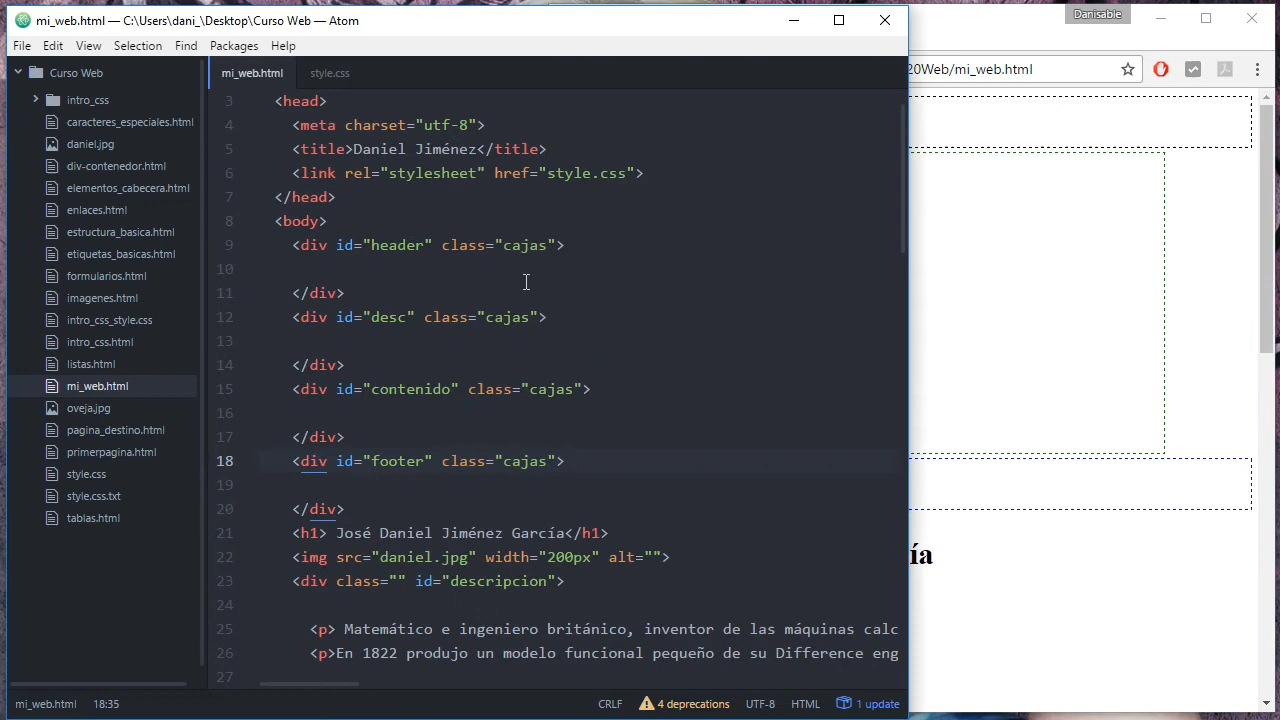 mi_web.html — C:\Users\dani_\Desktop\Curso Web — Atom
File Edit View Selection Find Packages Help
Curso Web
intro_css
caracteres_especiales.html
daniel.jpg
div-contenedor.html
elementos_cabecera.html
enlaces.html
estructura_basica.html
etiquetas_basicas.html
formularios.html
imagenes.html
intro_css_style.css
intro_css.html
listas.html
mi_web.html
oveja.jpg
pagina_destino.html
primerpagina.html
style.css
style.css.txt
tablas.html
mi_web.html style.css
3 <head>
4 <meta charset="utf-8">
5 <title>Daniel Jiménez</title>
6 <link rel="stylesheet" href="style.css">
7 </head>
8 <body>
9 <div id="header" class="cajas">
10
11 </div>
12 <div id="desc" class="cajas">
13
14 </div>
15 <div id="contenido" class="cajas">
16
17 </div>
18 <div id="footer" class="cajas">
19
20 </div>
21 <h1> José Daniel Jiménez García</h1>
22 <img src="daniel.jpg" width="200px" alt="">
23 <div class="" id="descripcion">
24
25 <p> Matemático e ingeniero británico, inventor de las máquinas calc
26 <p>En 1822 produjo un modelo funcional pequeño de su Difference eng
27
mi_web.html 18:35 CRLF 4 deprecations UTF-8 HTML 1 update
Danisable
20Web/mi_web.html
ía